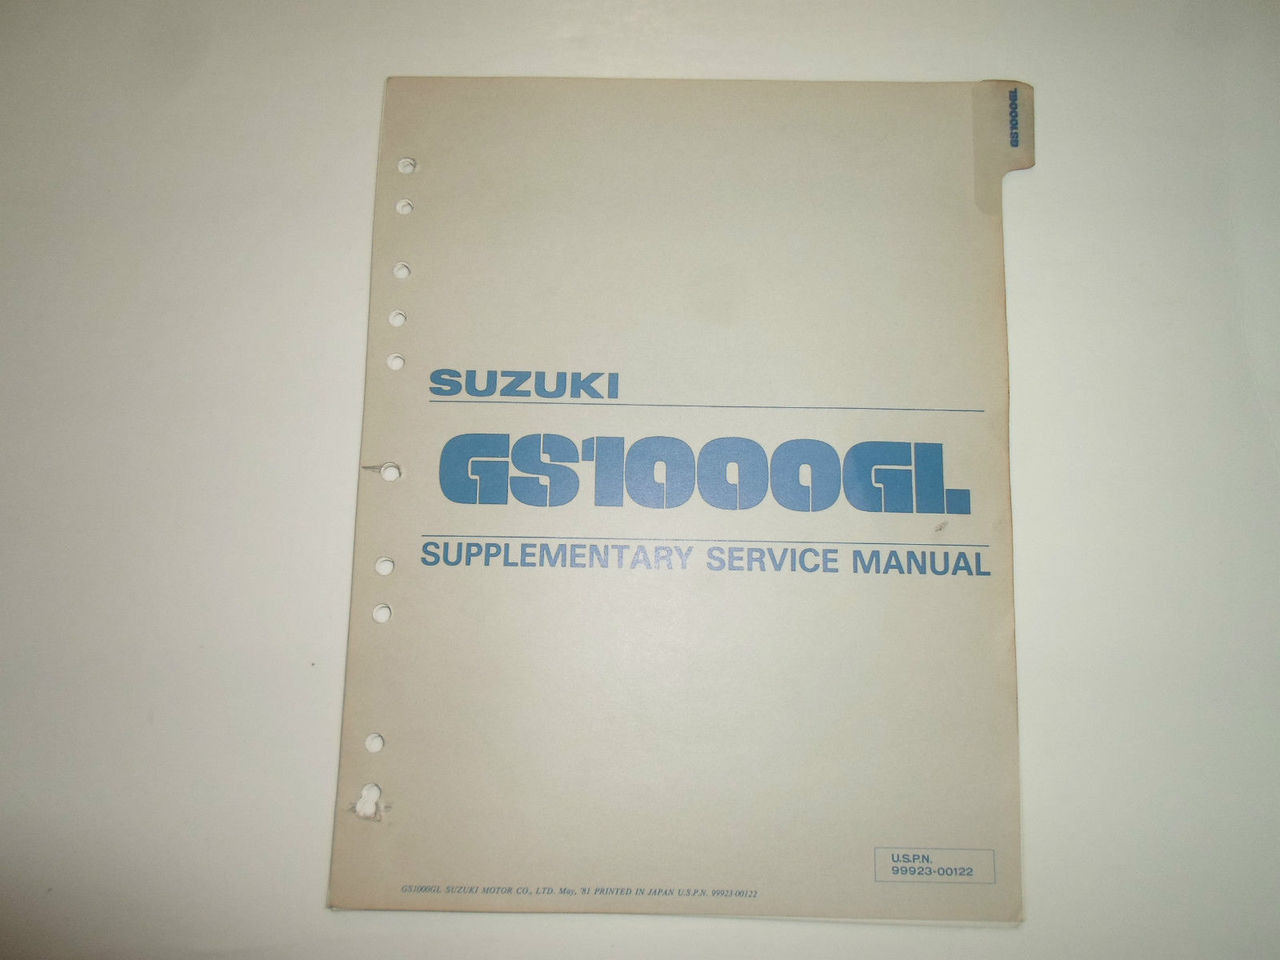 GS1000GL
SUZUKI
GS1000GL
SUPPLEMENTARY SERVICE MANUAL
U.S.P.N.
99923-00122
GS1000GL SUZUKI MOTOR CO., LTD. May, '81 PRINTED IN JAPAN U.S.P.N. 99923-00122